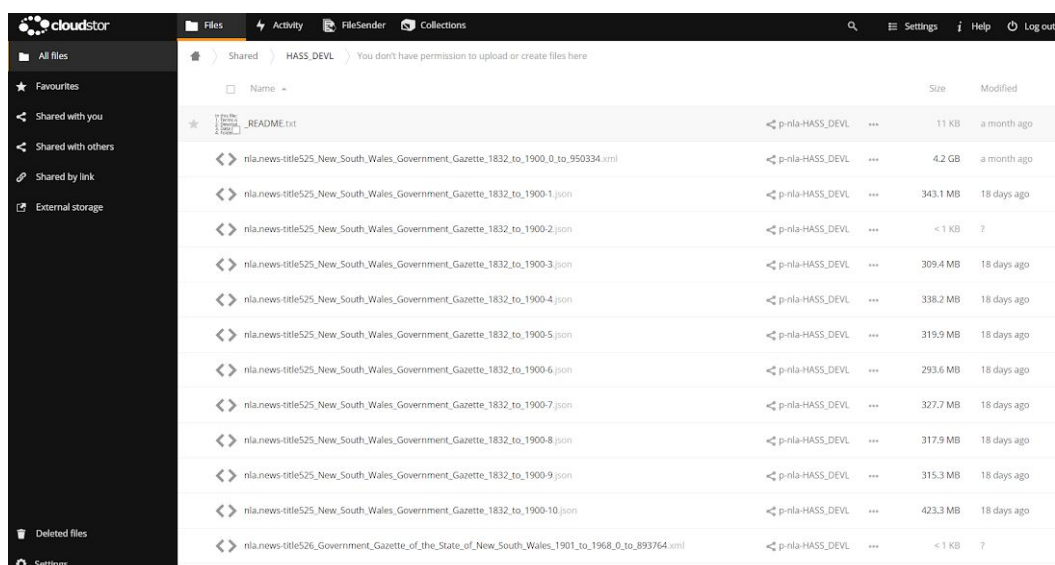 cloudstor Files Activity FileSender Collections Settings Help Log out
All files
Favourites
Shared with you
Shared with others
Shared by link
External storage
Deleted files
Settings
Shared HASS_DEVL You don't have permission to upload or create files here
Name Size Modified
_README.txt p-nla-HASS_DEVL 11 KB a month ago
nla.news-title525_New_South_Wales_Government_Gazette_1832_to_1900_0_to_950334.xml p-nla-HASS_DEVL 4.2 GB a month ago
nla.news-title525_New_South_Wales_Government_Gazette_1832_to_1900-1.json p-nla-HASS_DEVL 343.1 MB 18 days ago
nla.news-title525_New_South_Wales_Government_Gazette_1832_to_1900-2.json p-nla-HASS_DEVL < 1 KB ?
nla.news-title525_New_South_Wales_Government_Gazette_1832_to_1900-3.json p-nla-HASS_DEVL 309.4 MB 18 days ago
nla.news-title525_New_South_Wales_Government_Gazette_1832_to_1900-4.json p-nla-HASS_DEVL 338.2 MB 18 days ago
nla.news-title525_New_South_Wales_Government_Gazette_1832_to_1900-5.json p-nla-HASS_DEVL 319.9 MB 18 days ago
nla.news-title525_New_South_Wales_Government_Gazette_1832_to_1900-6.json p-nla-HASS_DEVL 293.6 MB 18 days ago
nla.news-title525_New_South_Wales_Government_Gazette_1832_to_1900-7.json p-nla-HASS_DEVL 327.7 MB 18 days ago
nla.news-title525_New_South_Wales_Government_Gazette_1832_to_1900-8.json p-nla-HASS_DEVL 317.9 MB 18 days ago
nla.news-title525_New_South_Wales_Government_Gazette_1832_to_1900-9.json p-nla-HASS_DEVL 315.3 MB 18 days ago
nla.news-title525_New_South_Wales_Government_Gazette_1832_to_1900-10.json p-nla-HASS_DEVL 423.3 MB 18 days ago
nla.news-title526_Government_Gazette_of_the_State_of_New_South_Wales_1901_to_1968_0_to_893764.xml p-nla-HASS_DEVL < 1 KB ?